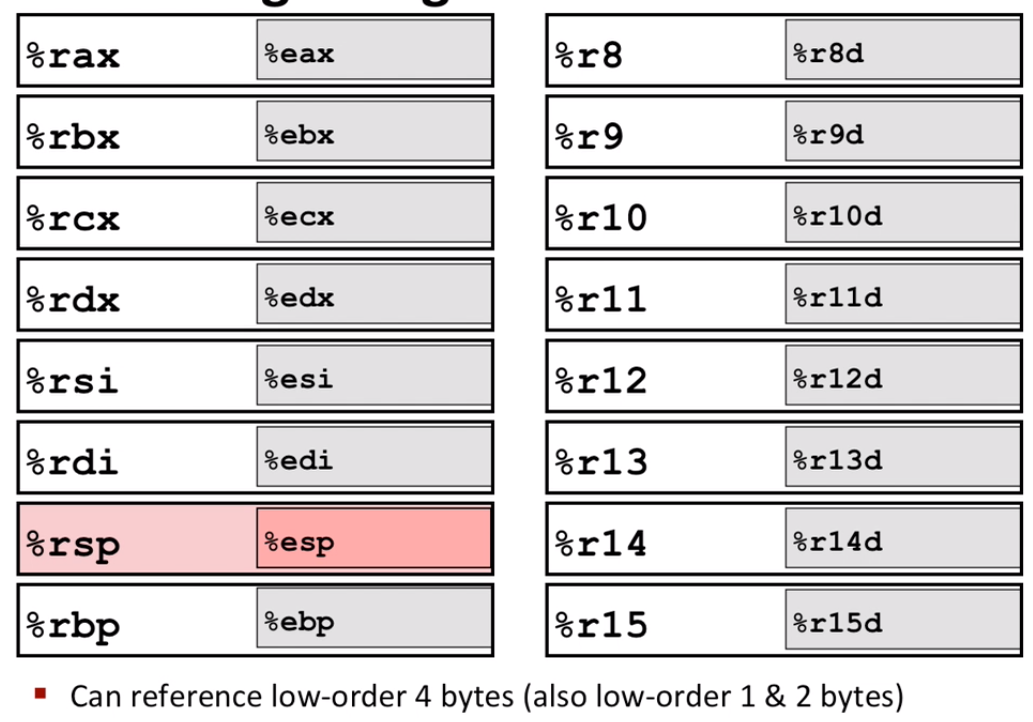 %rax %eax %r8 %r8d
%rbx %ebx %r9 %r9d
%rcx %ecx %r10 %r10d
%rdx %edx %r11 %r11d
%rsi %esi %r12 %r12d
%rdi %edi %r13 %r13d
%rsp %esp %r14 %r14d
%rbp %ebp %r15 %r15d
▪ Can reference low-order 4 bytes (also low-order 1 & 2 bytes)